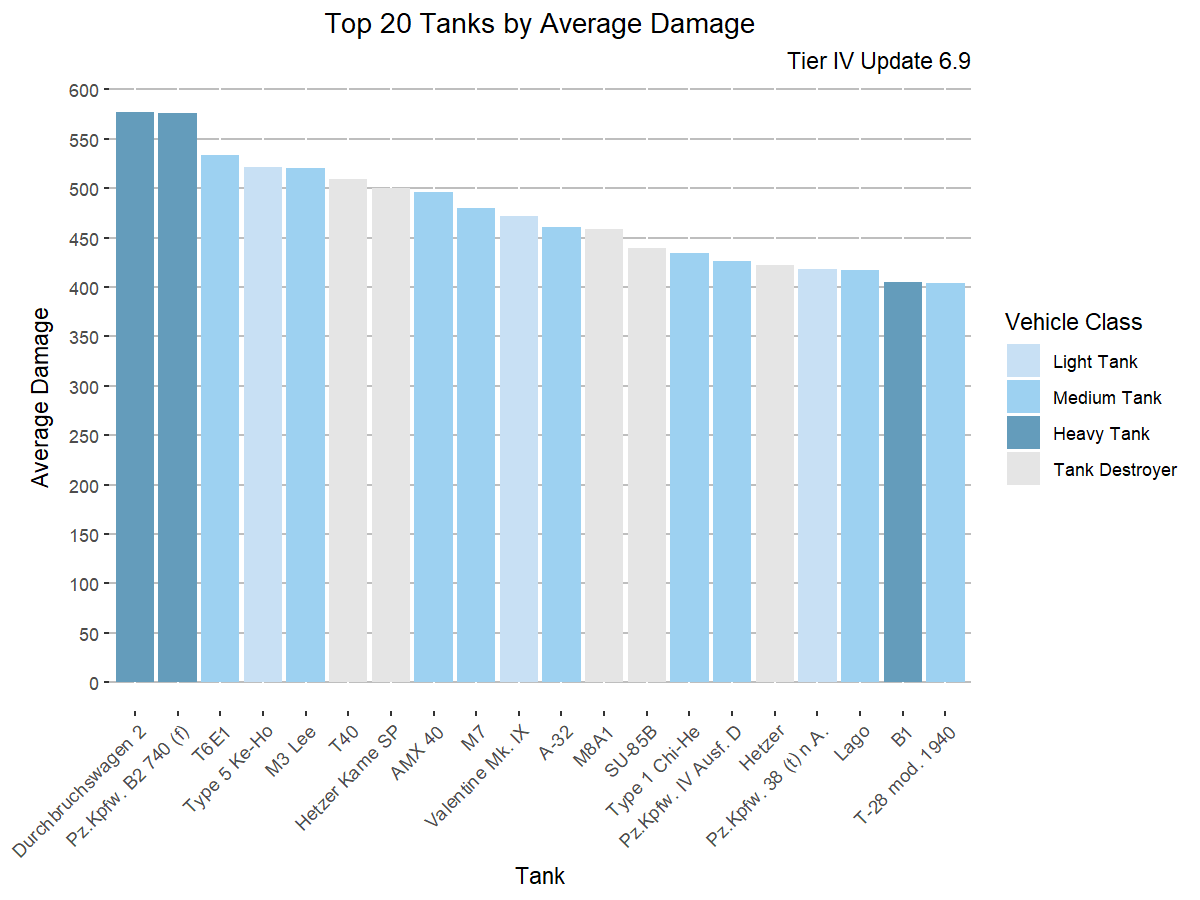 Top 20 Tanks by Average Damage
Tier IV Update 6.9
Average Damage
600
550
500
450
400
350
300
250
200
150
100
50
0
Durchbruchswagen 2
Pz.Kpfw. B2 740 (f)
T6E1
Type 5 Ke-Ho
M3 Lee
T40
Hetzer Kame SP
AMX 40
M7
Valentine Mk. IX
A-32
M8A1
SU-85B
Type 1 Chi-He
Pz.Kpfw. IV Ausf. D
Hetzer
Pz.Kpfw. 38 (t) n.A.
Lago
B1
T-28 mod. 1940
Tank
Vehicle Class
Light Tank
Medium Tank
Heavy Tank
Tank Destroyer